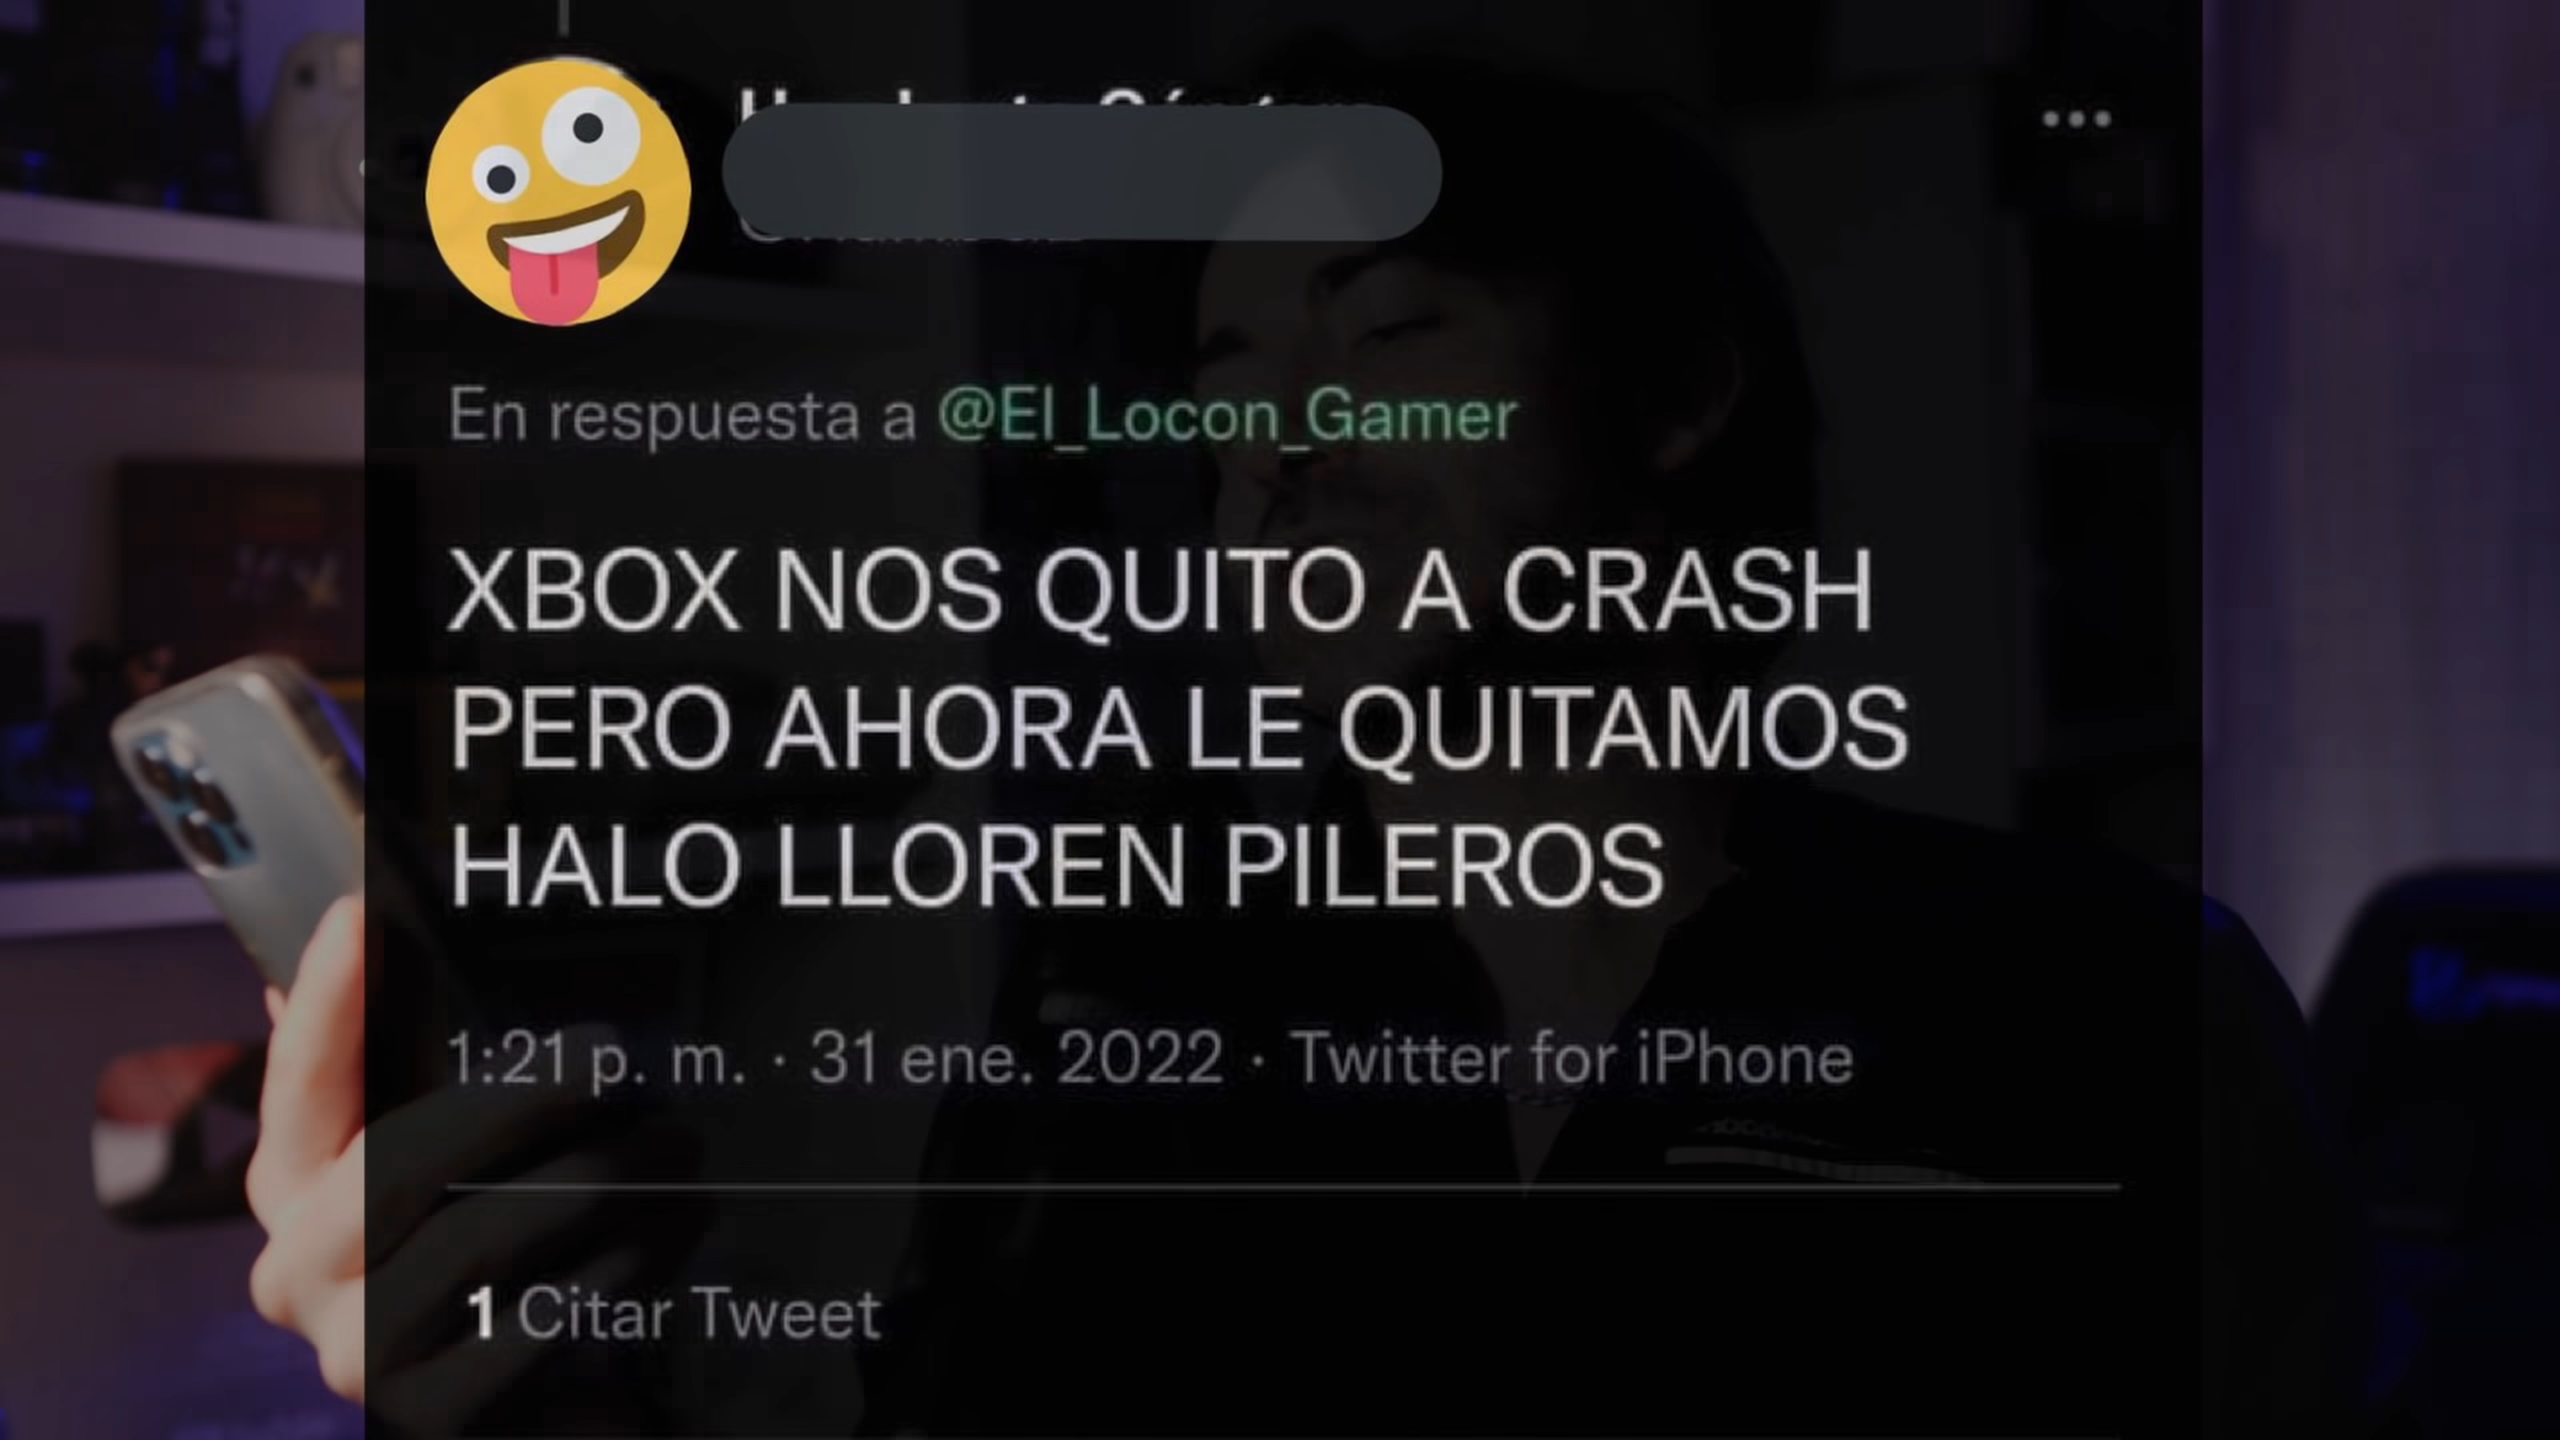 En respuesta a @El_Locon_Gamer
XBOX NOS QUITO A CRASH
PERO AHORA LE QUITAMOS
HALO LLOREN PILEROS
1:21 p. m. · 31 ene. 2022 · Twitter for iPhone
1 Citar Tweet